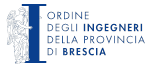 ORDINE
DEGLI INGEGNERI
DELLA PROVINCIA
DI BRESCIA